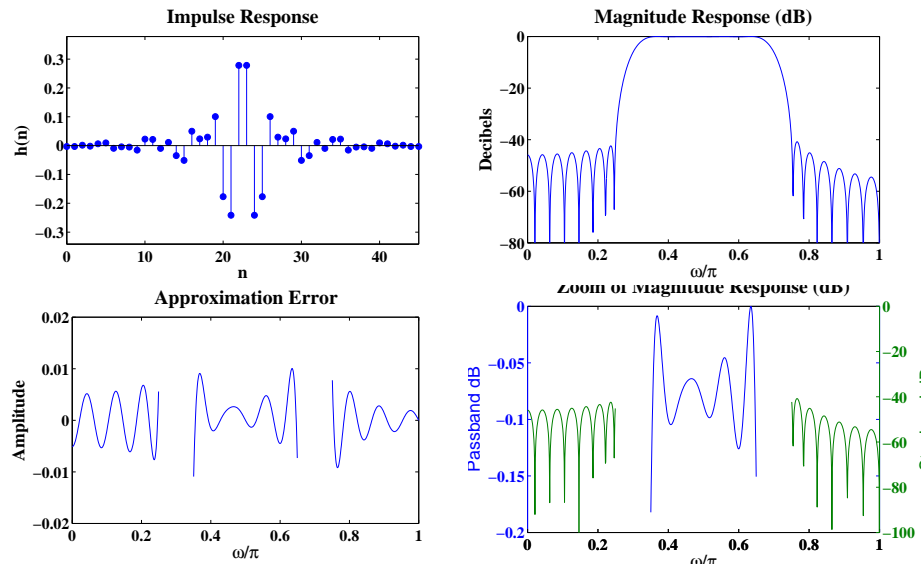 Impulse Response
0.3
0.2
0.1
0
−0.1
−0.2
−0.3
h(n)
0 10 20 30 40
n
Magnitude Response (dB)
0
−20
−40
−60
−80
Decibels
0 0.2 0.4 0.6 0.8 1
ω/π
Approximation Error
0.02
0.01
0
−0.01
−0.02
Amplitude
0 0.2 0.4 0.6 0.8 1
ω/π
Zoom of Magnitude Response (dB)
0
−0.05
−0.1
−0.15
−0.2
Passband dB
0
−20
−40
−60
−80
−100
0 0.2 0.4 0.6 0.8 1
ω/π